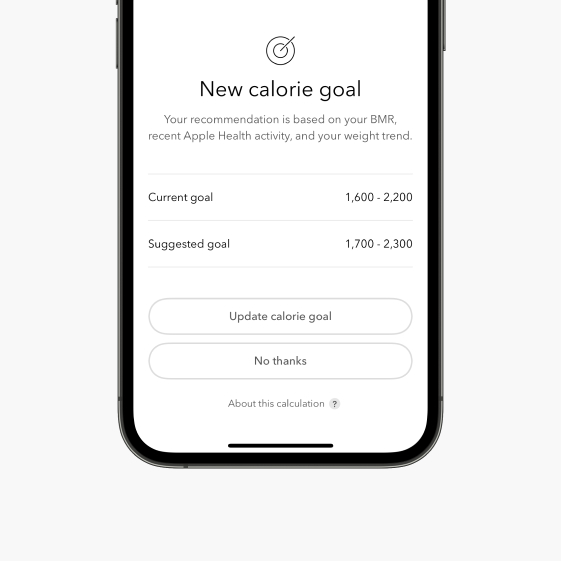 New calorie goal
Your recommendation is based on your BMR,
recent Apple Health activity, and your weight trend.
Current goal 1,600 - 2,200
Suggested goal 1,700 - 2,300
Update calorie goal
No thanks
About this calculation ?